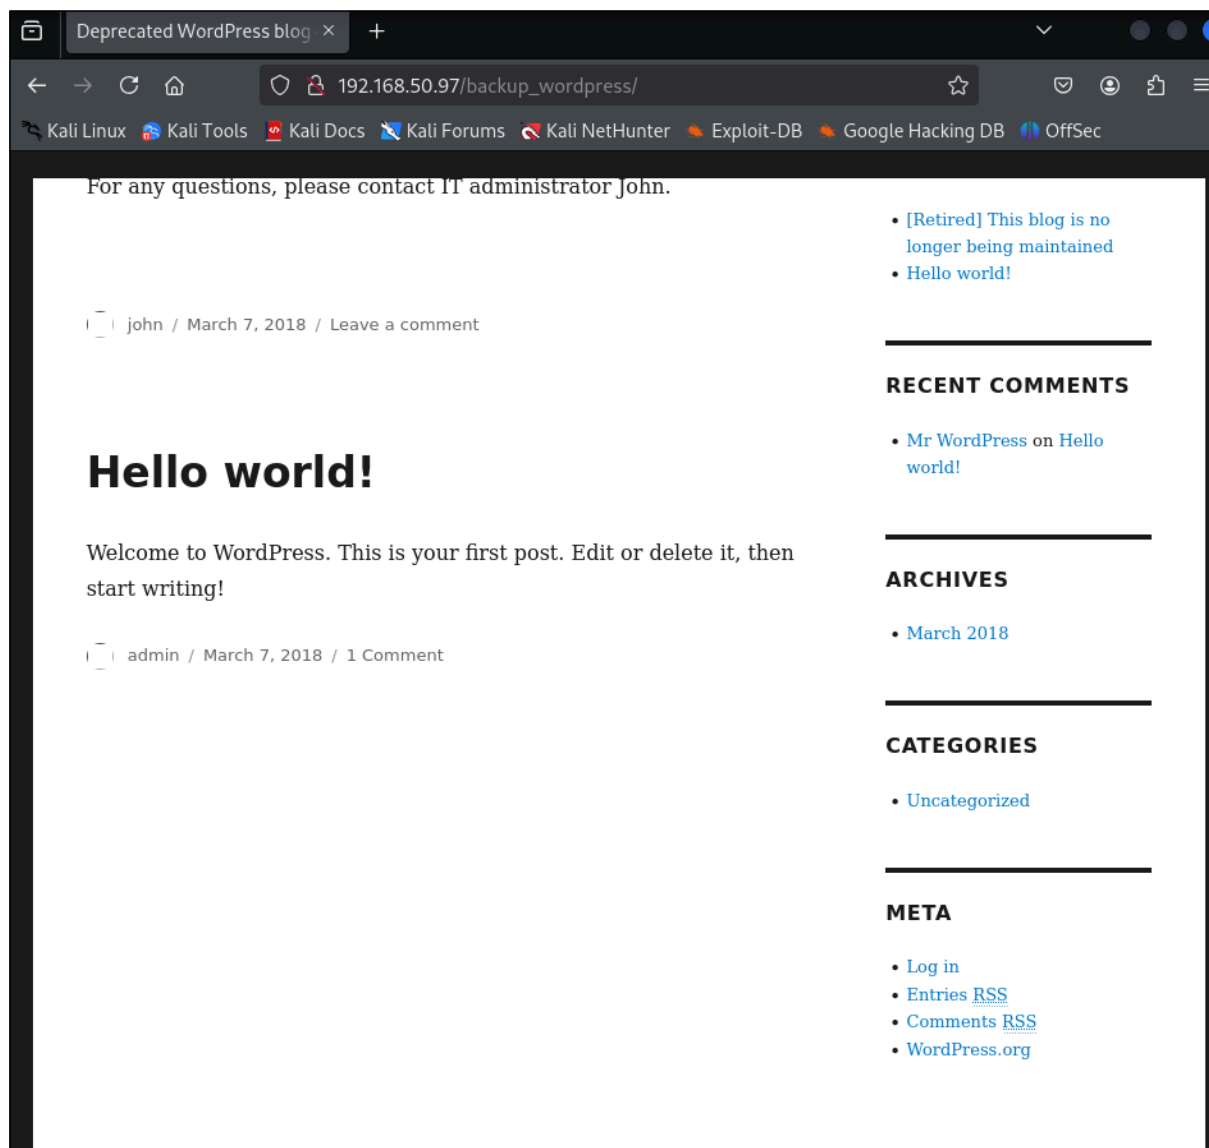 Deprecated WordPress blog
192.168.50.97/backup_wordpress/
Kali Linux Kali Tools Kali Docs Kali Forums Kali NetHunter Exploit-DB Google Hacking DB OffSec
For any questions, please contact IT administrator John.
john / March 7, 2018 / Leave a comment
Hello world!
Welcome to WordPress. This is your first post. Edit or delete it, then
start writing!
admin / March 7, 2018 / 1 Comment
[Retired] This blog is no
longer being maintained
Hello world!
RECENT COMMENTS
Mr WordPress on Hello
world!
ARCHIVES
March 2018
CATEGORIES
Uncategorized
META
Log in
Entries RSS
Comments RSS
WordPress.org